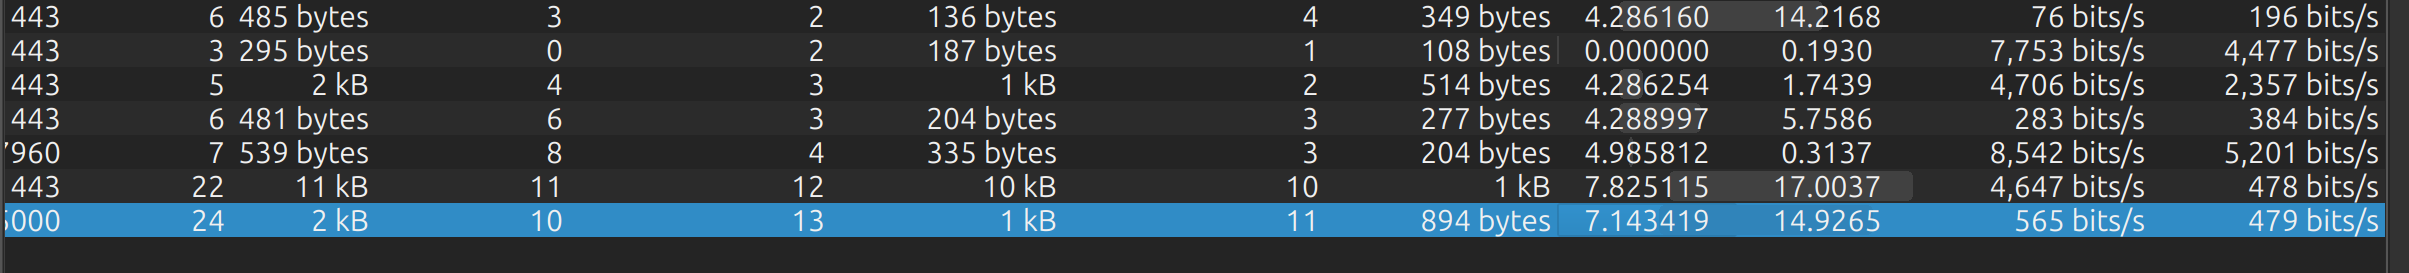 443 6 485 bytes 3 2 136 bytes 4 349 bytes 4.286160 14.2168 76 bits/s 196 bits/s
443 3 295 bytes 0 2 187 bytes 1 108 bytes 0.000000 0.1930 7,753 bits/s 4,477 bits/s
443 5 2 kB 4 3 1 kB 2 514 bytes 4.286254 1.7439 4,706 bits/s 2,357 bits/s
443 6 481 bytes 6 3 204 bytes 3 277 bytes 4.288997 5.7586 283 bits/s 384 bits/s
7960 7 539 bytes 8 4 335 bytes 3 204 bytes 4.985812 0.3137 8,542 bits/s 5,201 bits/s
443 22 11 kB 11 12 10 kB 10 1 kB 7.825115 17.0037 4,647 bits/s 478 bits/s
5000 24 2 kB 10 13 1 kB 11 894 bytes 7.143419 14.9265 565 bits/s 479 bits/s